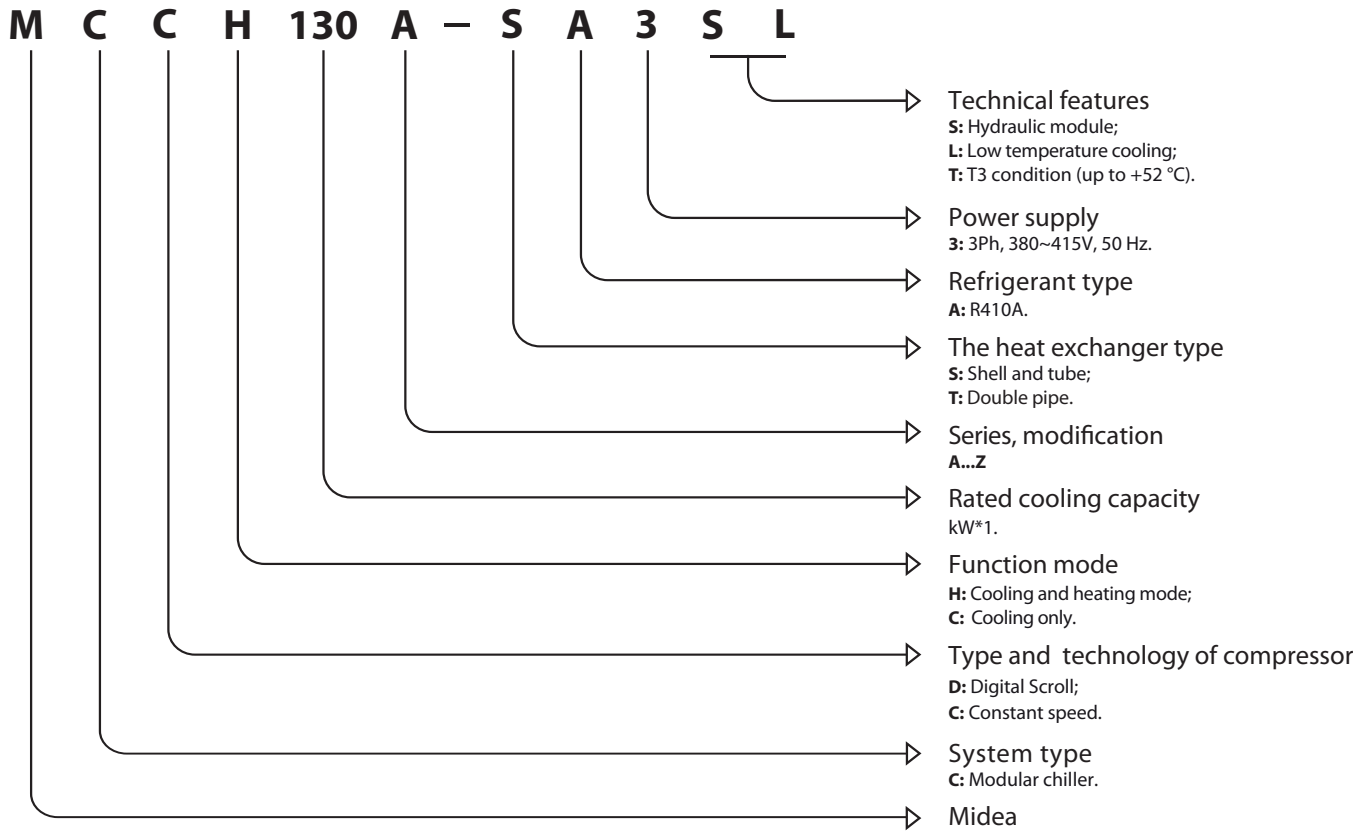 M C C H 130 A – S A 3 S L
Technical features
S: Hydraulic module;
L: Low temperature cooling;
T: T3 condition (up to +52 °C).
Power supply
3: 3Ph, 380~415V, 50 Hz.
Refrigerant type
A: R410A.
The heat exchanger type
S: Shell and tube;
T: Double pipe.
Series, modification
A...Z
Rated cooling capacity
kW*1.
Function mode
H: Cooling and heating mode;
C: Cooling only.
Type and technology of compressor
D: Digital Scroll;
C: Constant speed.
System type
C: Modular chiller.
Midea